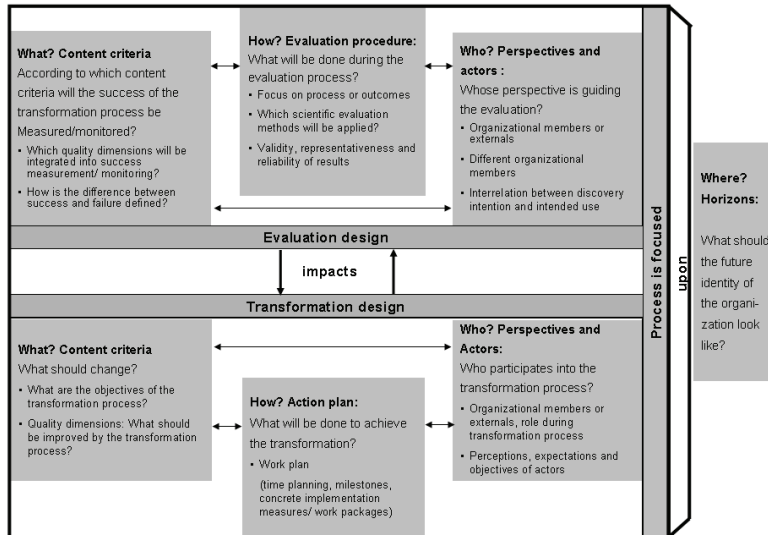 What? Content criteria
According to which content
criteria will the success of the
transformation process be
Measured/monitored?
• Which quality dimensions will be
integrated into success
measurement/ monitoring?
• How is the difference between
success and failure defined?
How? Evaluation procedure:
What will be done during the
evaluation process?
• Focus on process or outcomes
• Which scientific evaluation
methods will be applied?
• Validity, representativeness and
reliability of results
Who? Perspectives and
actors :
Whose perspective is guiding
the evaluation?
• Organizational members or
externals
• Different organizational
members
• Interrelation between discovery
intention and intended use
Evaluation design
impacts
Transformation design
What? Content criteria
What should change?
• What are the objectives of the
transformation process?
• Quality dimensions: What should
be improved by the transformation
process?
How? Action plan:
What will be done to achieve
the transformation?
• Work plan
(time planning, milestones,
concrete implementation
measures/ work packages)
Who? Perspectives and
Actors:
Who participates into the
transformation process?
• Organizational members or
externals, role during
transformation process
• Perceptions, expectations and
objectives of actors
Process is focused
upon
Where?
Horizons:
What should
the future
identity of
the organi-
zation look
like?